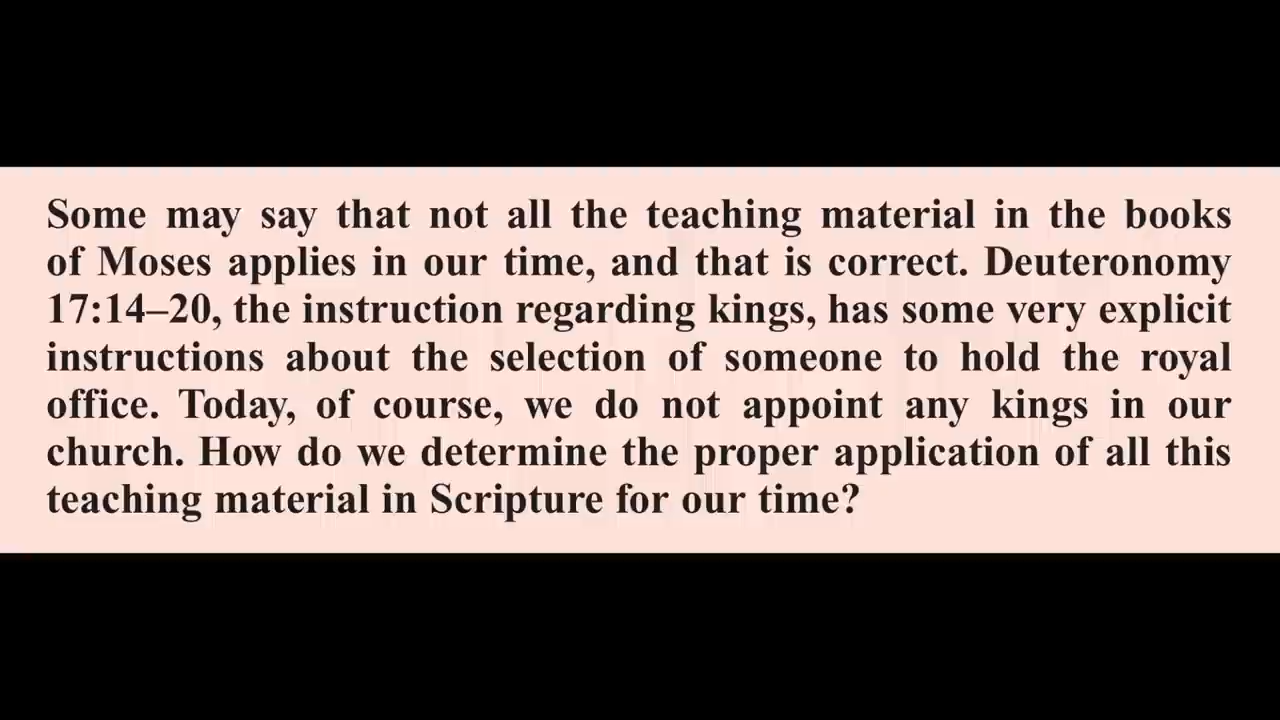 Some may say that not all the teaching material in the books
of Moses applies in our time, and that is correct. Deuteronomy
17:14–20, the instruction regarding kings, has some very explicit
instructions about the selection of someone to hold the royal
office. Today, of course, we do not appoint any kings in our
church. How do we determine the proper application of all this
teaching material in Scripture for our time?